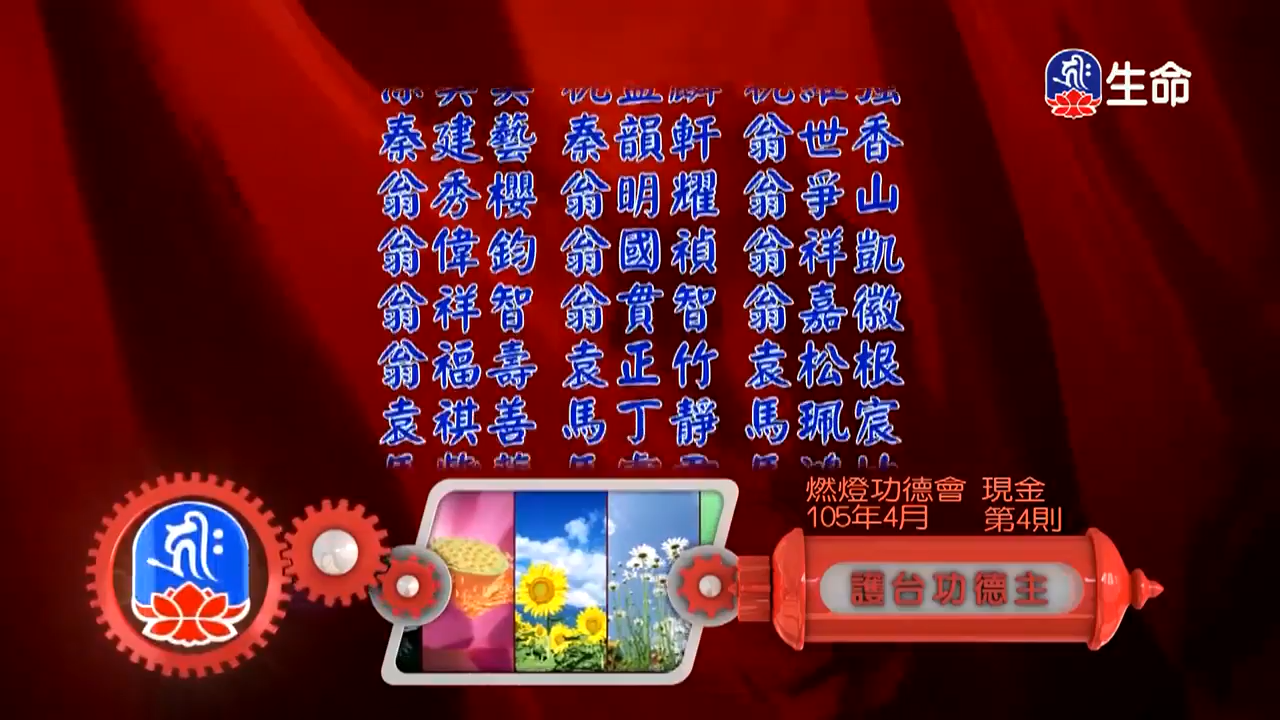 生命
秦建藝 秦韻軒 翁世香
翁秀櫻 翁明耀 翁爭山
翁偉鈞 翁國禎 翁祥凱
翁祥智 翁貫智 翁嘉徽
翁福壽 袁正竹 袁松根
袁祺善 馬丁靜 馬珮宸
燃燈功德會 現金
105年4月 第4則
護台功德主